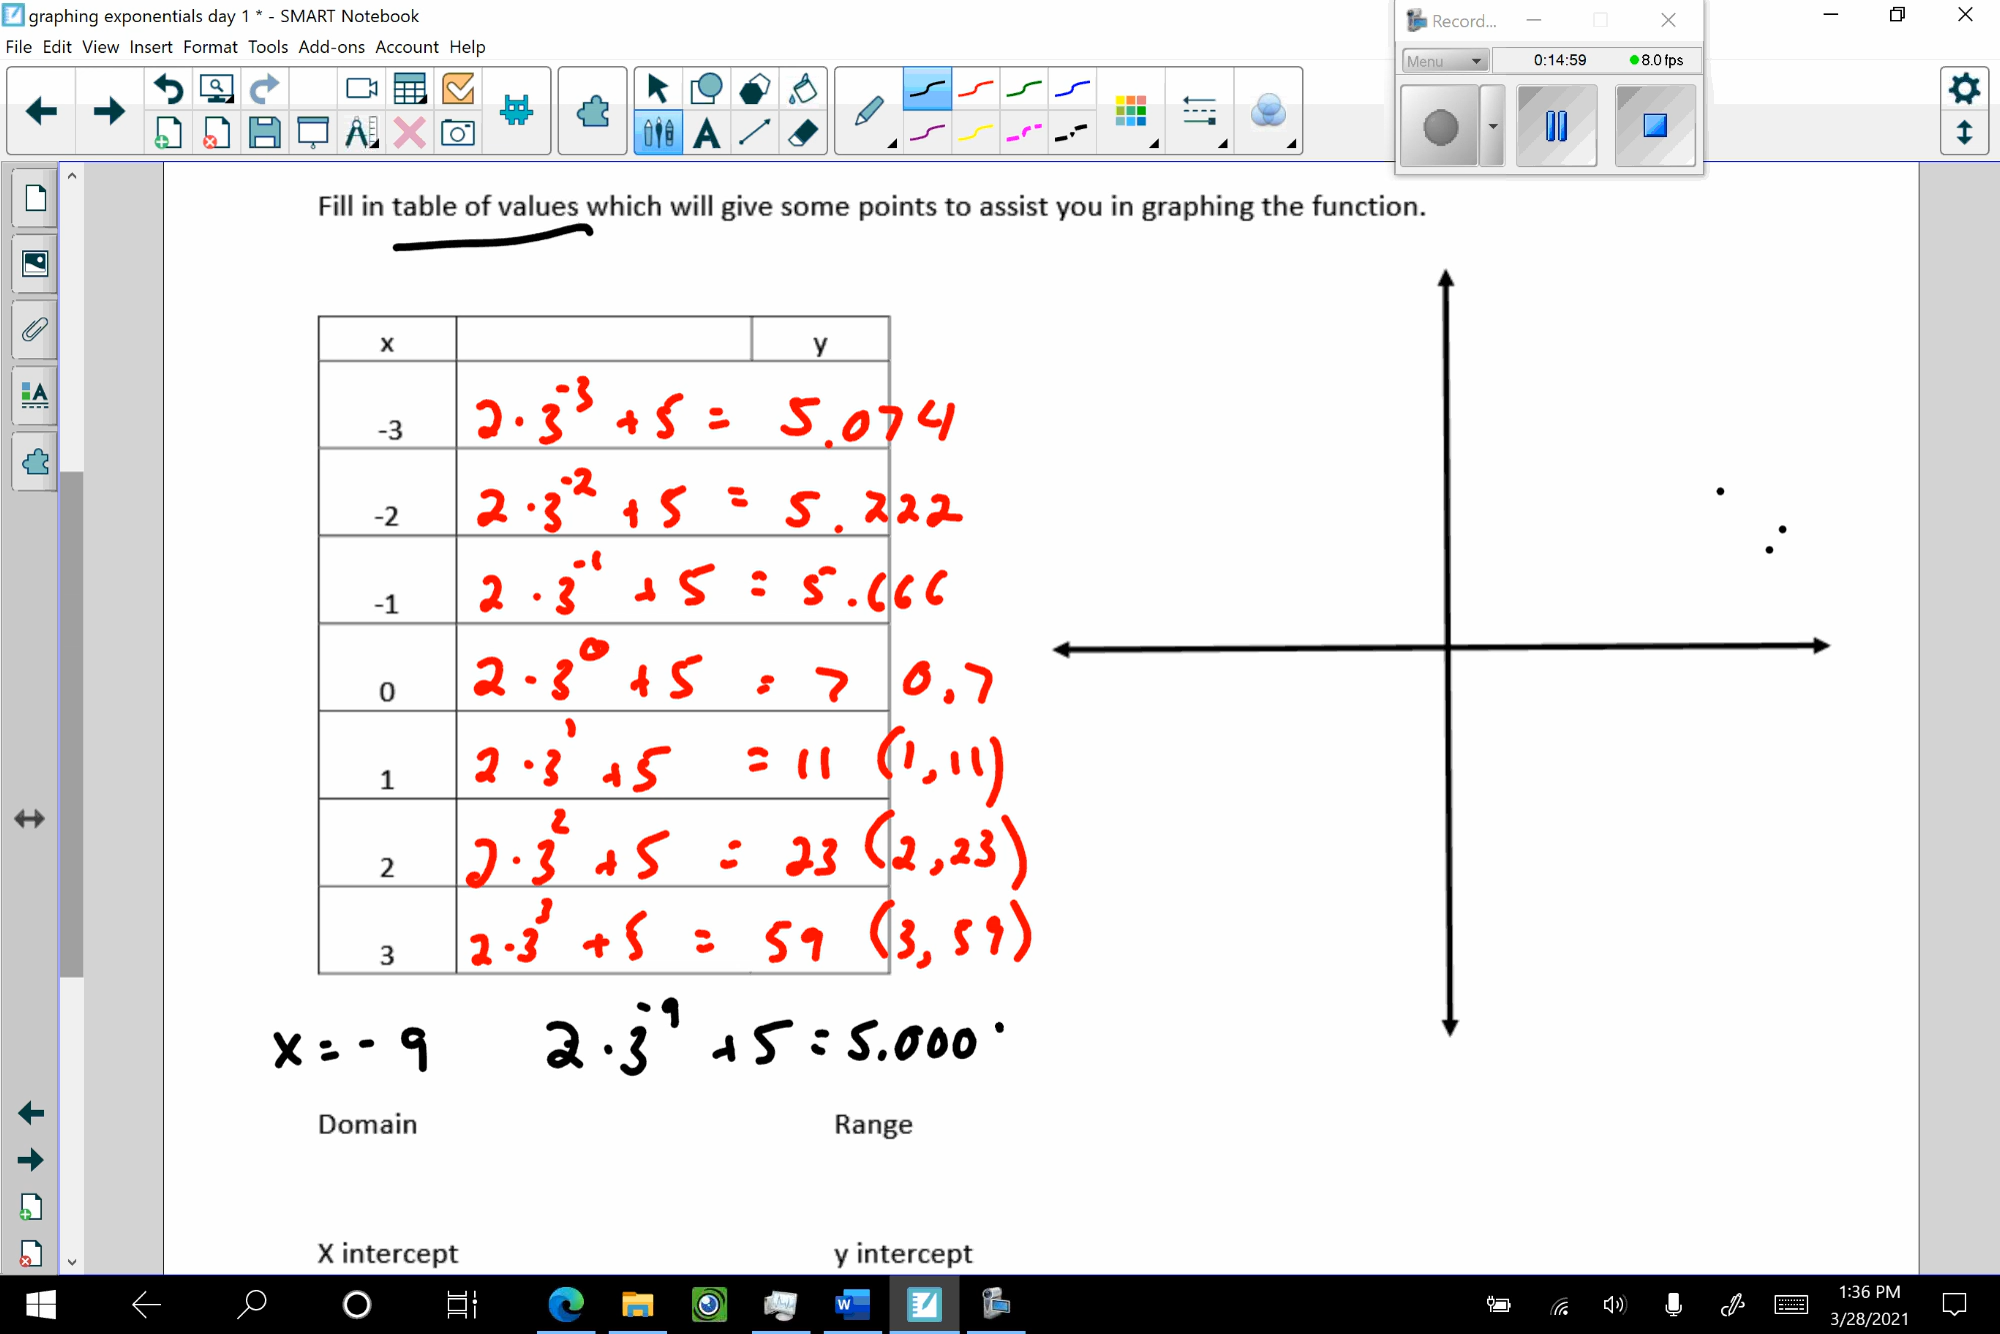 graphing exponentials day 1 * - SMART Notebook
Record...
File Edit View Insert Format Tools Add-ons Account Help
Menu 0:14:59 8.0 fps
Fill in table of values which will give some points to assist you in graphing the function.
x y
-3 2·3^-3 +5 = 5.074
-2 2·3^-2 +5 = 5.222
-1 2·3^-1 +5 = 5.666
0 2·3^0 +5 = 7 0,7
1 2·3^1 +5 = 11 (1,11)
2 2·3^2 +5 = 23 (2,23)
3 2·3^3 +5 = 59 (3,59)
x = -9 2·3^-9 +5 = 5.000
Domain Range
X intercept y intercept
1:36 PM
3/28/2021